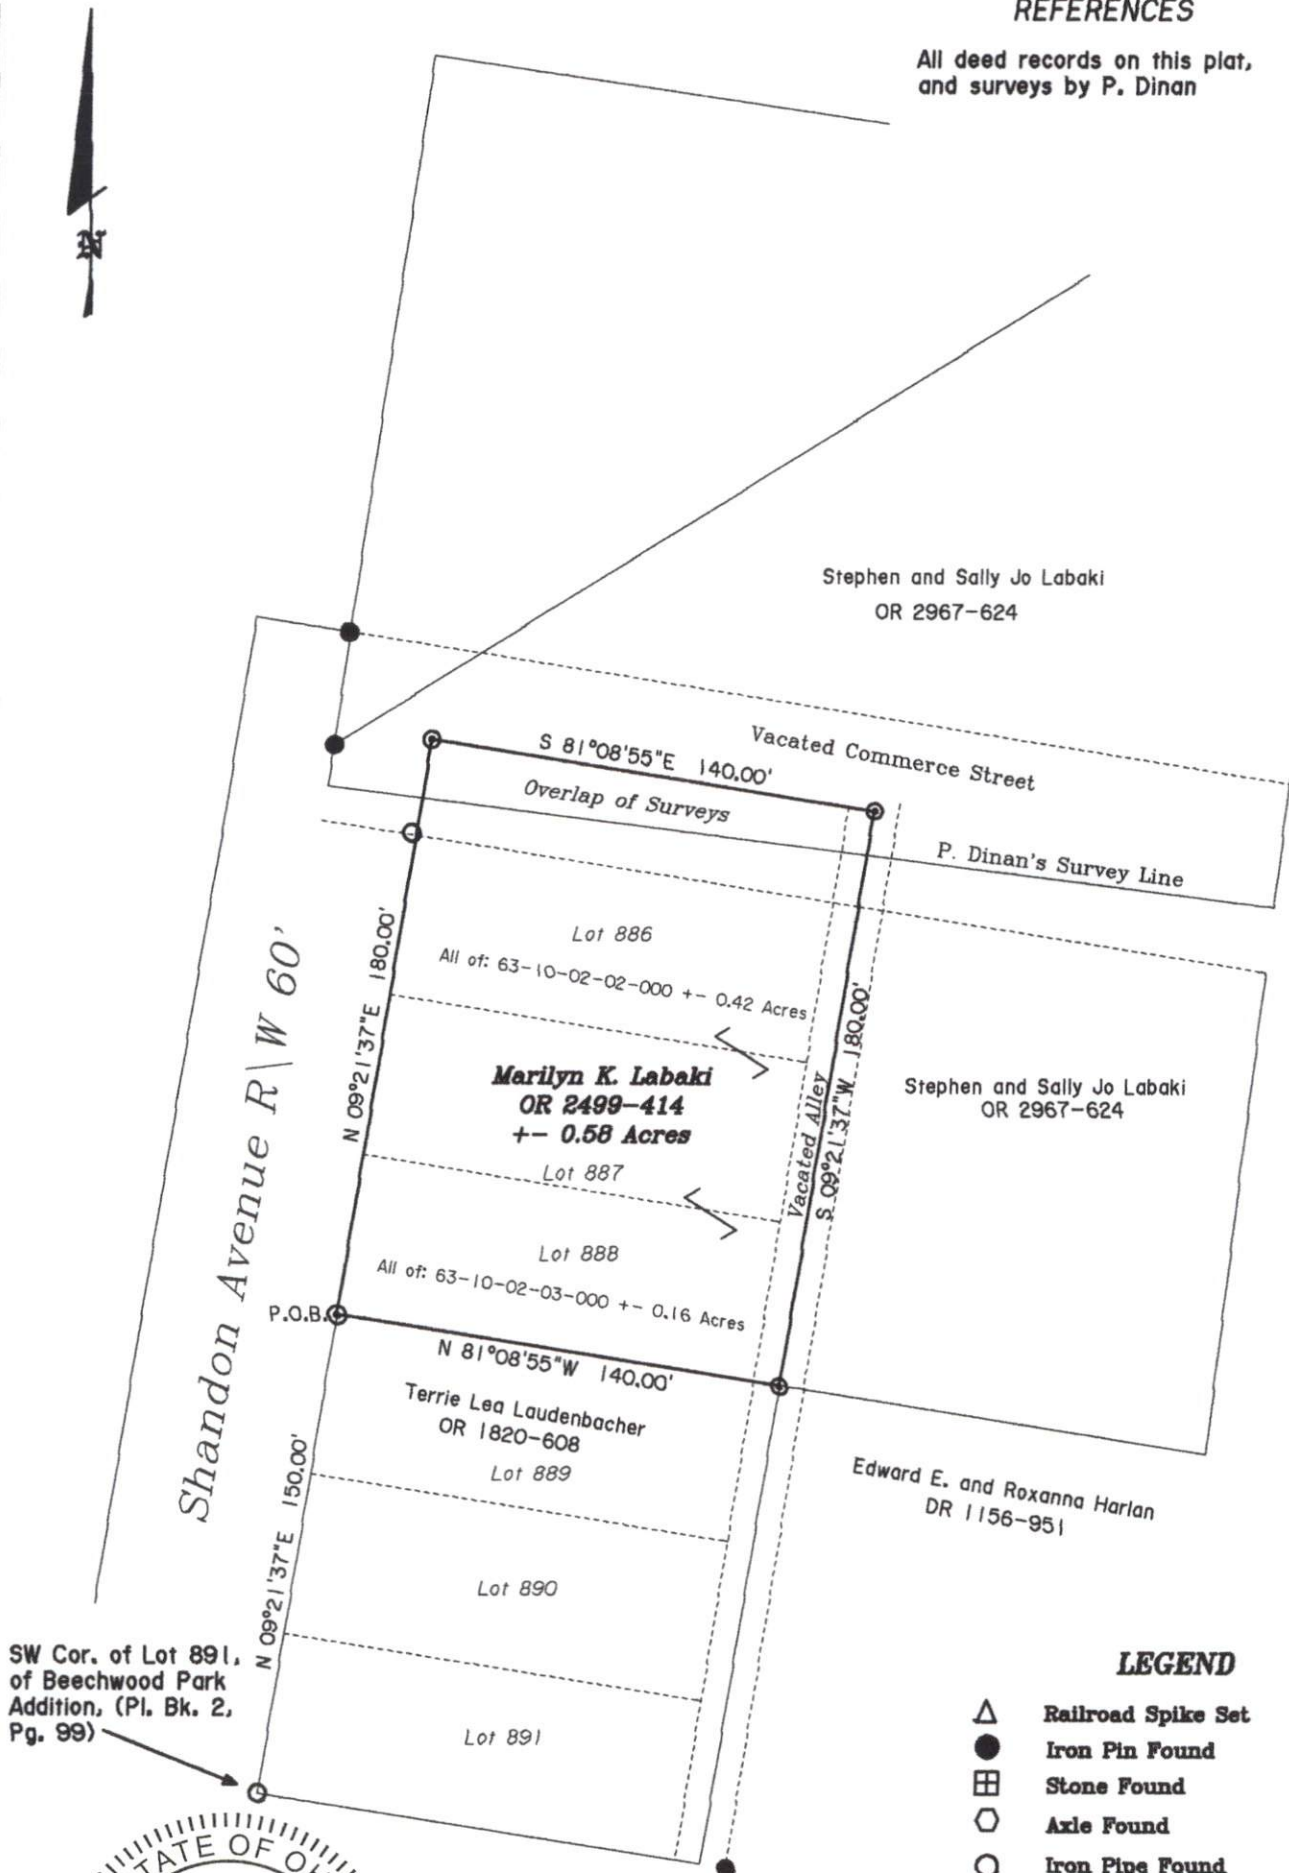 REFERENCES
All deed records on this plat,
and surveys by P. Dinan
N
Stephen and Sally Jo Labaki
OR 2967-624
Vacated Commerce Street
S 81°08'55"E 140.00'
Overlap of Surveys
P. Dinan's Survey Line
Lot 886
All of: 63-10-02-02-000 +- 0.42 Acres
N 09°21'37"E 180.00'
Shandon Avenue R\W 60'
Marilyn K. Labaki
OR 2499-414
+- 0.58 Acres
Vacated Alley
S 09°21'37"W 180.00'
Stephen and Sally Jo Labaki
OR 2967-624
Lot 887
Lot 888
All of: 63-10-02-03-000 +- 0.16 Acres
P.O.B.
N 81°08'55"W 140.00'
Terrie Lea Laudenbacher
OR 1820-608
Lot 889
Edward E. and Roxanna Harlan
DR 1156-951
N 09°21'37"E 150.00'
Lot 890
SW Cor. of Lot 891,
of Beechwood Park
Addition, (Pl. Bk. 2,
Pg. 99)
Lot 891
LEGEND
Railroad Spike Set
Iron Pin Found
Stone Found
Axle Found
Iron Pipe Found
STATE OF